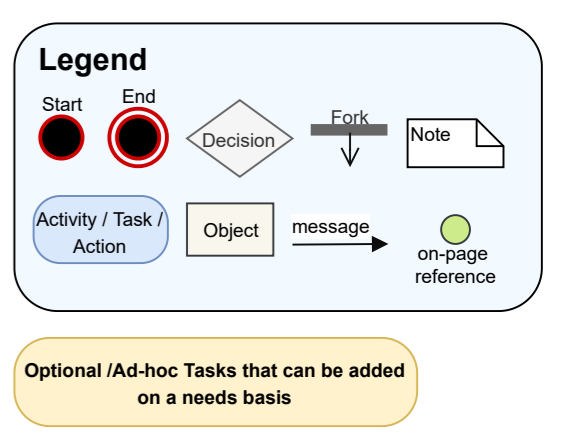 Legend
Start
End
Decision
Fork
Note
Activity / Task /
Action
Object
message
on-page
reference
Optional /Ad-hoc Tasks that can be added
on a needs basis